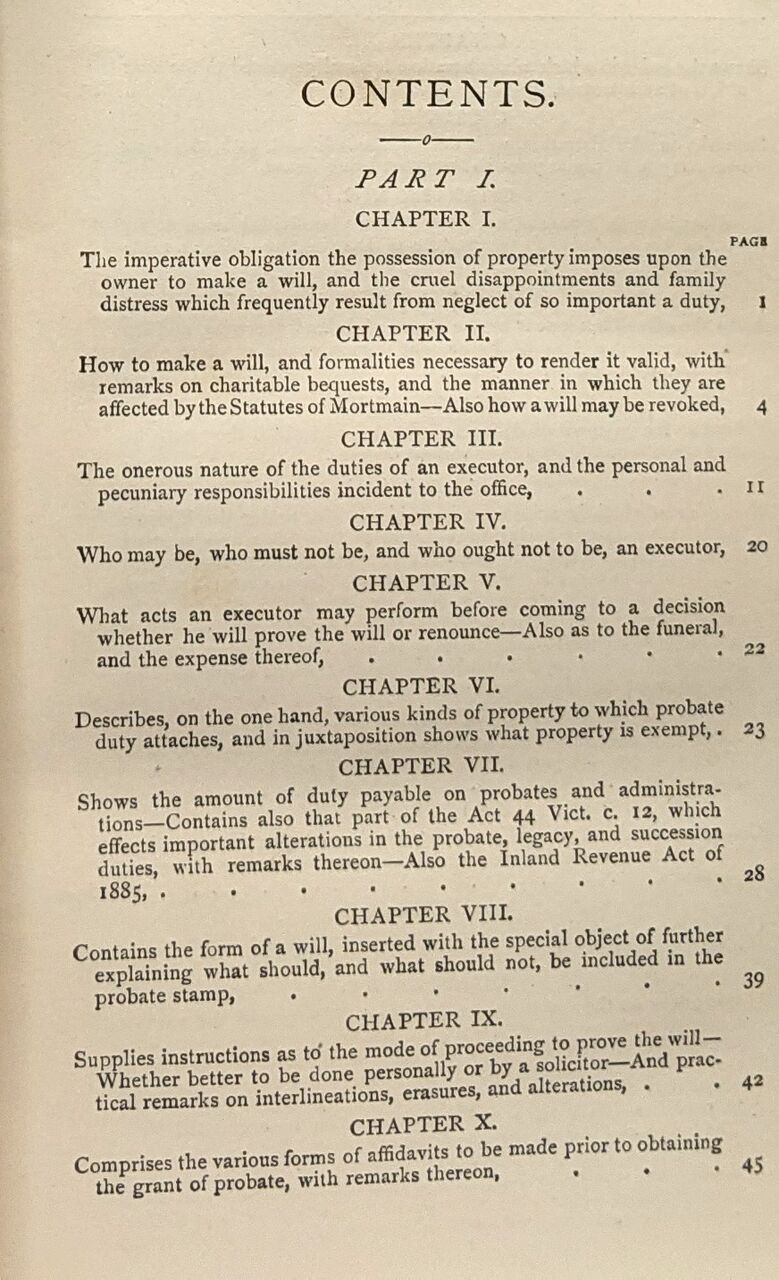 CONTENTS.
PART I.
CHAPTER I.
PAGE
The imperative obligation the possession of property imposes upon the
owner to make a will, and the cruel disappointments and family
distress which frequently result from neglect of so important a duty, 1
CHAPTER II.
How to make a will, and formalities necessary to render it valid, with
remarks on charitable bequests, and the manner in which they are
affected by the Statutes of Mortmain—Also how a will may be revoked, 4
CHAPTER III.
The onerous nature of the duties of an executor, and the personal and
pecuniary responsibilities incident to the office, . . . 11
CHAPTER IV.
Who may be, who must not be, and who ought not to be, an executor, 20
CHAPTER V.
What acts an executor may perform before coming to a decision
whether he will prove the will or renounce—Also as to the funeral,
and the expense thereof, . . . . . . 22
CHAPTER VI.
Describes, on the one hand, various kinds of property to which probate
duty attaches, and in juxtaposition shows what property is exempt, . 23
CHAPTER VII.
Shows the amount of duty payable on probates and administra-
tions—Contains also that part of the Act 44 Vict. c. 12, which
effects important alterations in the probate, legacy, and succession
duties, with remarks thereon—Also the Inland Revenue Act of
1885, . . . . . . . . . 28
CHAPTER VIII.
Contains the form of a will, inserted with the special object of further
explaining what should, and what should not, be included in the
probate stamp, . . . . . . . 39
CHAPTER IX.
Supplies instructions as to the mode of proceeding to prove the will—
Whether better to be done personally or by a solicitor—And prac-
tical remarks on interlineations, erasures, and alterations, . . 42
CHAPTER X.
Comprises the various forms of affidavits to be made prior to obtaining
the grant of probate, with remarks thereon, . . . 45